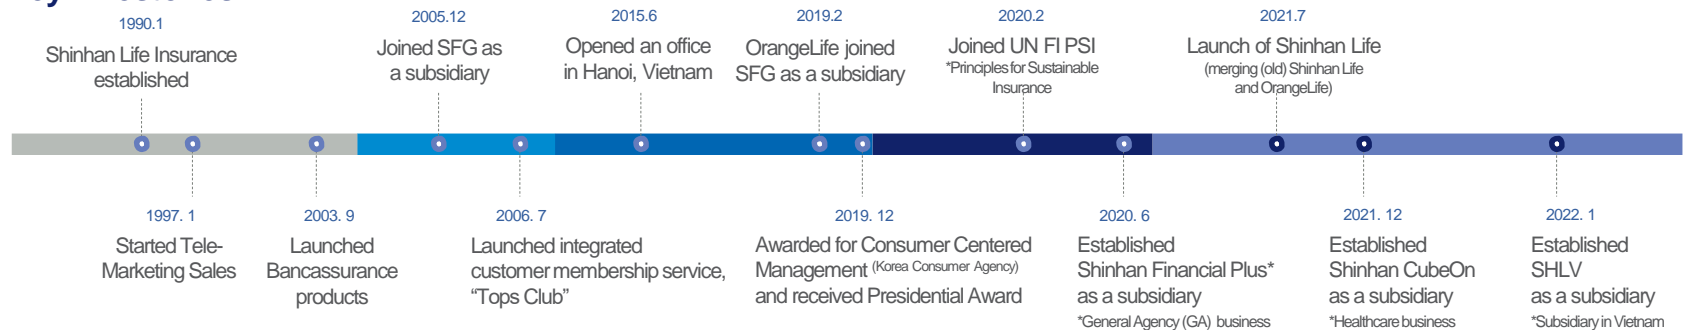 1990.1
Shinhan Life Insurance
established
2005.12
Joined SFG as
a subsidiary
2015.6
Opened an office
in Hanoi, Vietnam
2019.2
OrangeLife joined
SFG as a subsidiary
2020.2
Joined UN FI PSI
*Principles for Sustainable
Insurance
2021.7
Launch of Shinhan Life
(merging (old) Shinhan Life
and OrangeLife)
1997. 1
Started Tele-
Marketing Sales
2003. 9
Launched
Bancassurance
products
2006. 7
Launched integrated
customer membership service,
“Tops Club”
2019. 12
Awarded for Consumer Centered
Management (Korea Consumer Agency)
and received Presidential Award
2020. 6
Established
Shinhan Financial Plus*
as a subsidiary
*General Agency (GA) business
2021. 12
Established
Shinhan CubeOn
as a subsidiary
*Healthcare business
2022. 1
Established
SHLV
as a subsidiary
*Subsidiary in Vietnam